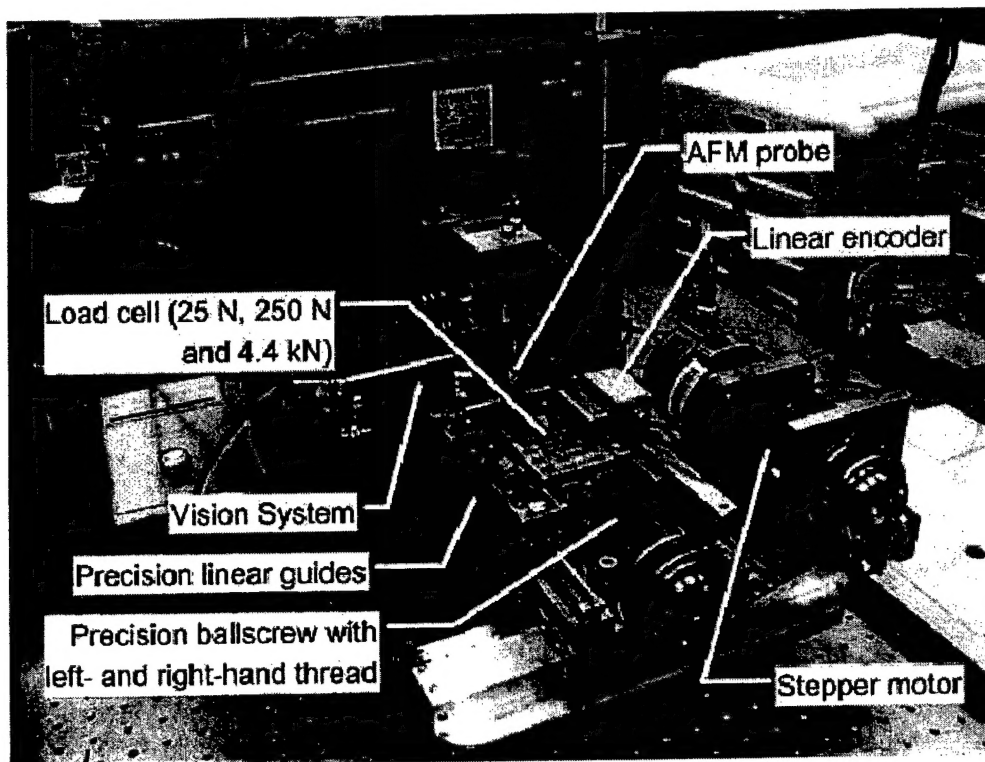 AFM probe
Linear encoder
Load cell (25 N, 250 N
and 4.4 kN)
Vision System
Precision linear guides
Precision ballscrew with
left- and right-hand thread
Stepper motor